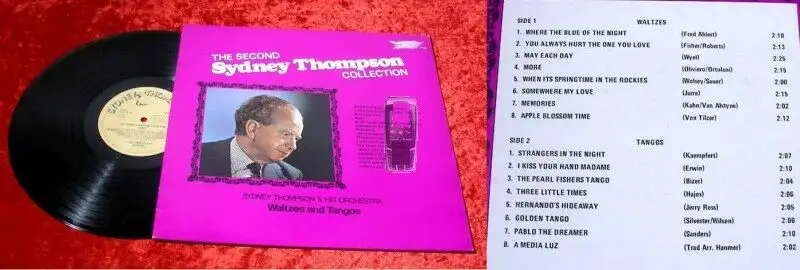 SYDNEY THOMPSON
THE SECOND
Sydney Thompson
COLLECTION
SYDNEY THOMPSON & HIS ORCHESTRA
Waltzes and Tangos
SIDE 1 WALTZES
1. WHERE THE BLUE OF THE NIGHT (Fred Ahlert) 2:10
2. YOU ALWAYS HURT THE ONE YOU LOVE (Fisher/Roberts) 2:13
3. MAY EACH DAY (Wyel) 2:25
4. MORE (Oliviero/Ortolani) 2:10
5. WHEN ITS SPRINGTIME IN THE ROCKIES (Wolsey/Sauer) 2:00
6. SOMEWHERE MY LOVE (Jarre) 2:15
7. MEMORIES (Kahn/Van Alstyne) 2:02
8. APPLE BLOSSOM TIME (Von Tilzer) 2:12
SIDE 2 TANGOS
1. STRANGERS IN THE NIGHT (Kaempfert) 2:07
2. I KISS YOUR HAND MADAME (Erwin) 2:10
3. THE PEARL FISHERS TANGO (Bizet) 2:04
4. THREE LITTLE TIMES (Hajos) 2:06
5. HERNANDO'S HIDEAWAY (Jerry Ross) 2:05
6. GOLDEN TANGO (Silvester/Wilson) 2:00
7. PABLO THE DREAMER (Sanders) 2:10
8. A MEDIA LUZ (Trad Arr. Hanmer) 2:02